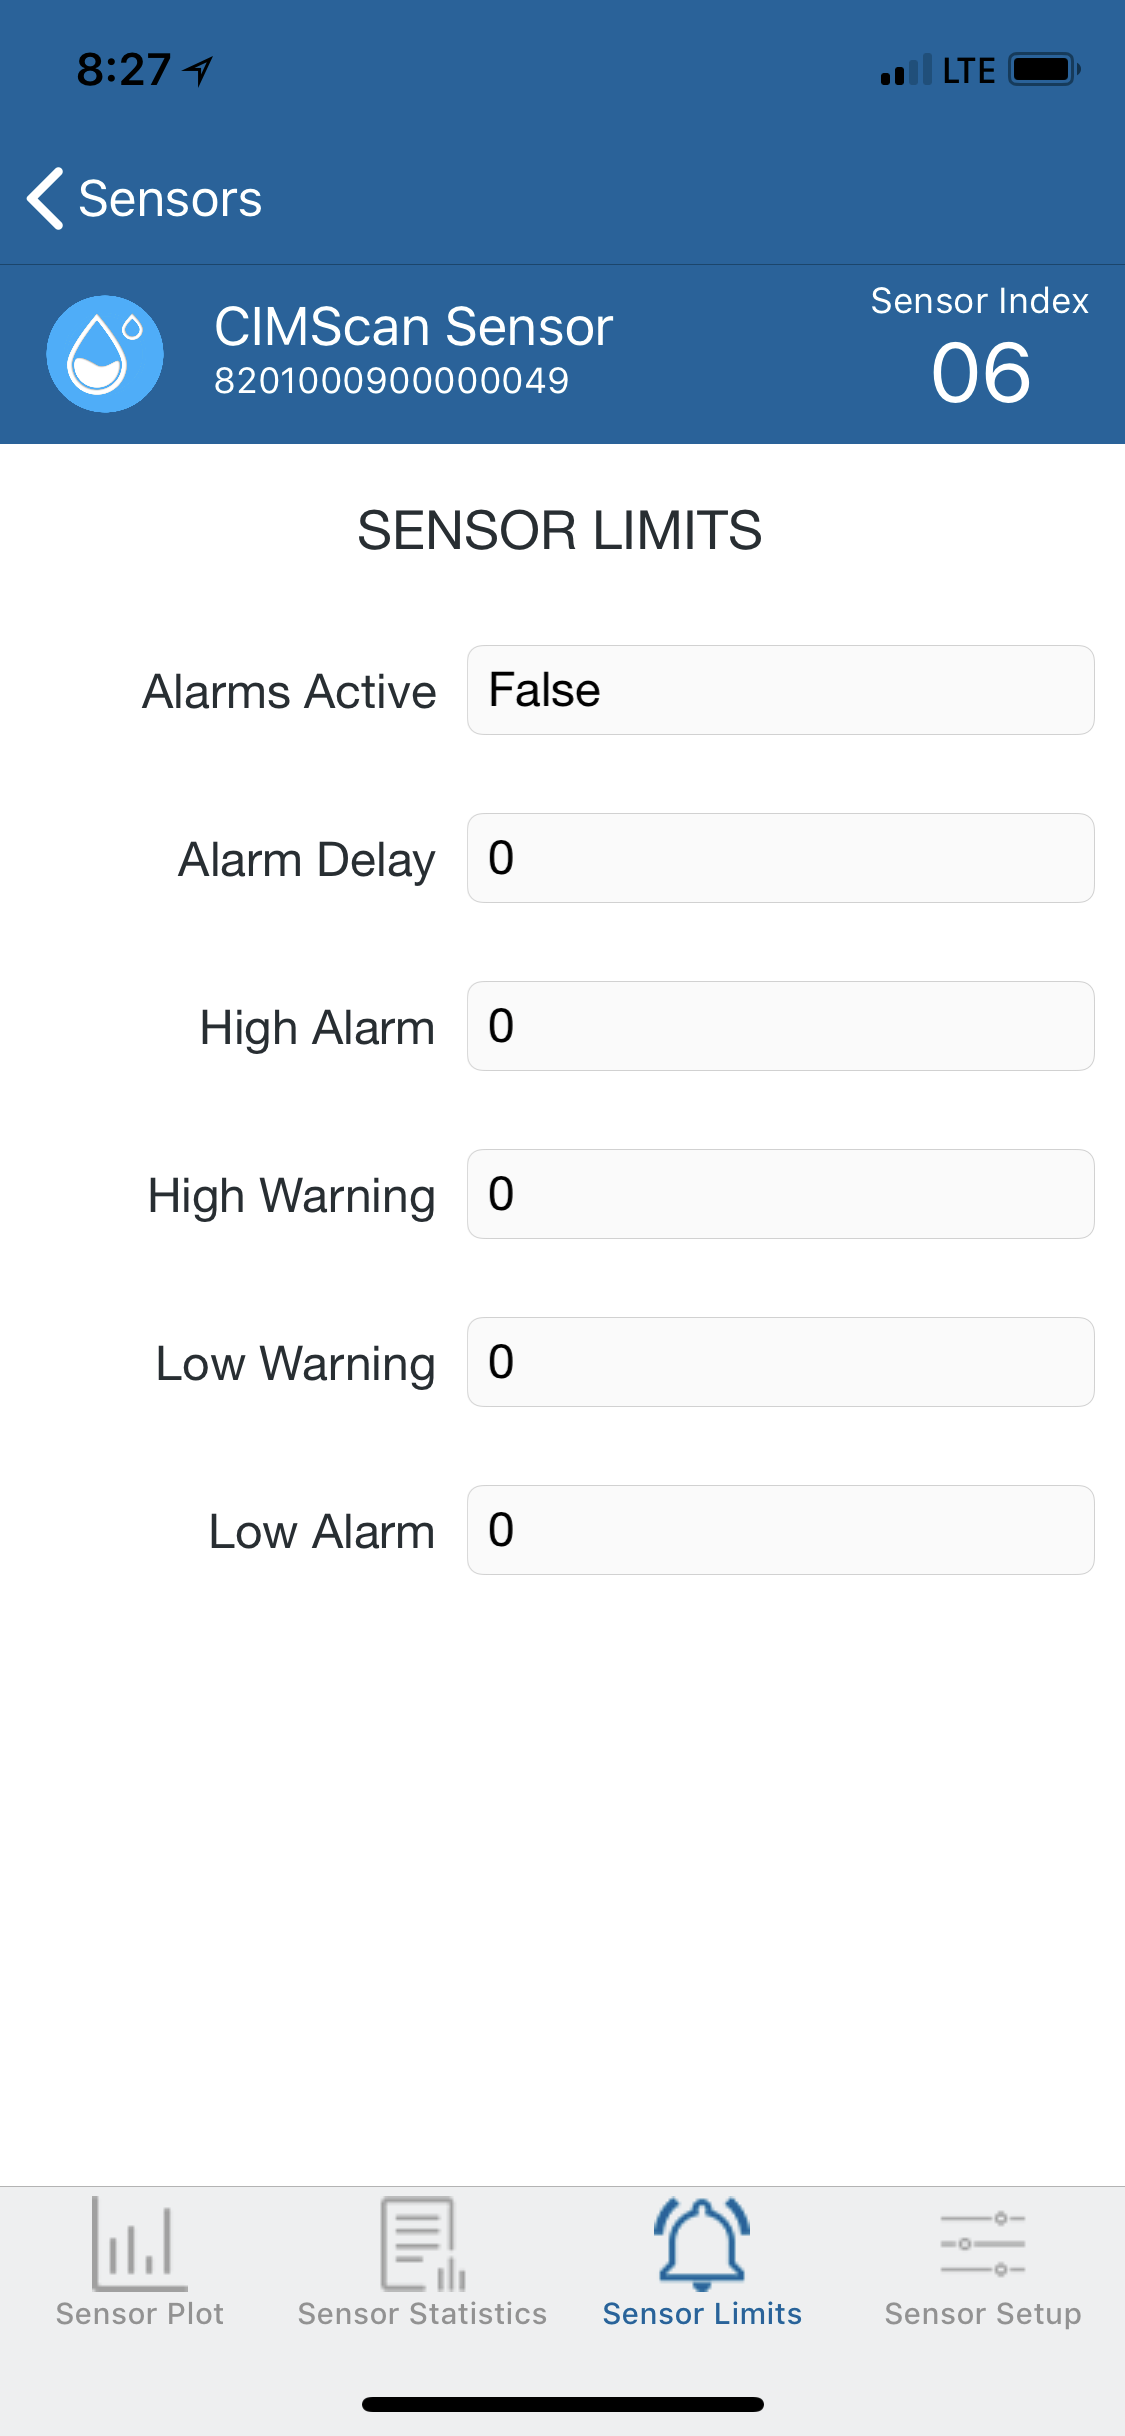 8:27
LTE
Sensors
CIMScan Sensor
8201000900000049
Sensor Index
06
SENSOR LIMITS
Alarms Active False
Alarm Delay 0
High Alarm 0
High Warning 0
Low Warning 0
Low Alarm 0
Sensor Plot Sensor Statistics Sensor Limits Sensor Setup